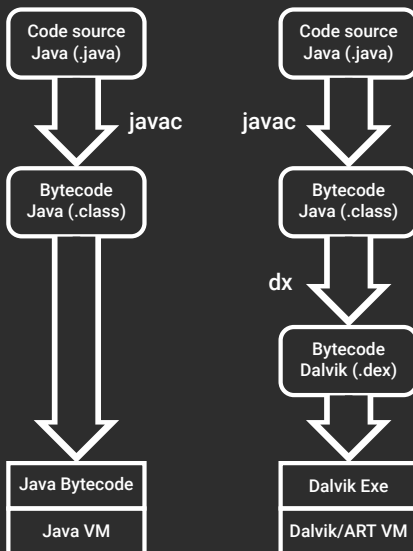 Code source
Java (.java)
javac
Bytecode
Java (.class)
Java Bytecode
Java VM
Code source
Java (.java)
javac
Bytecode
Java (.class)
dx
Bytecode
Dalvik (.dex)
Dalvik Exe
Dalvik/ART VM